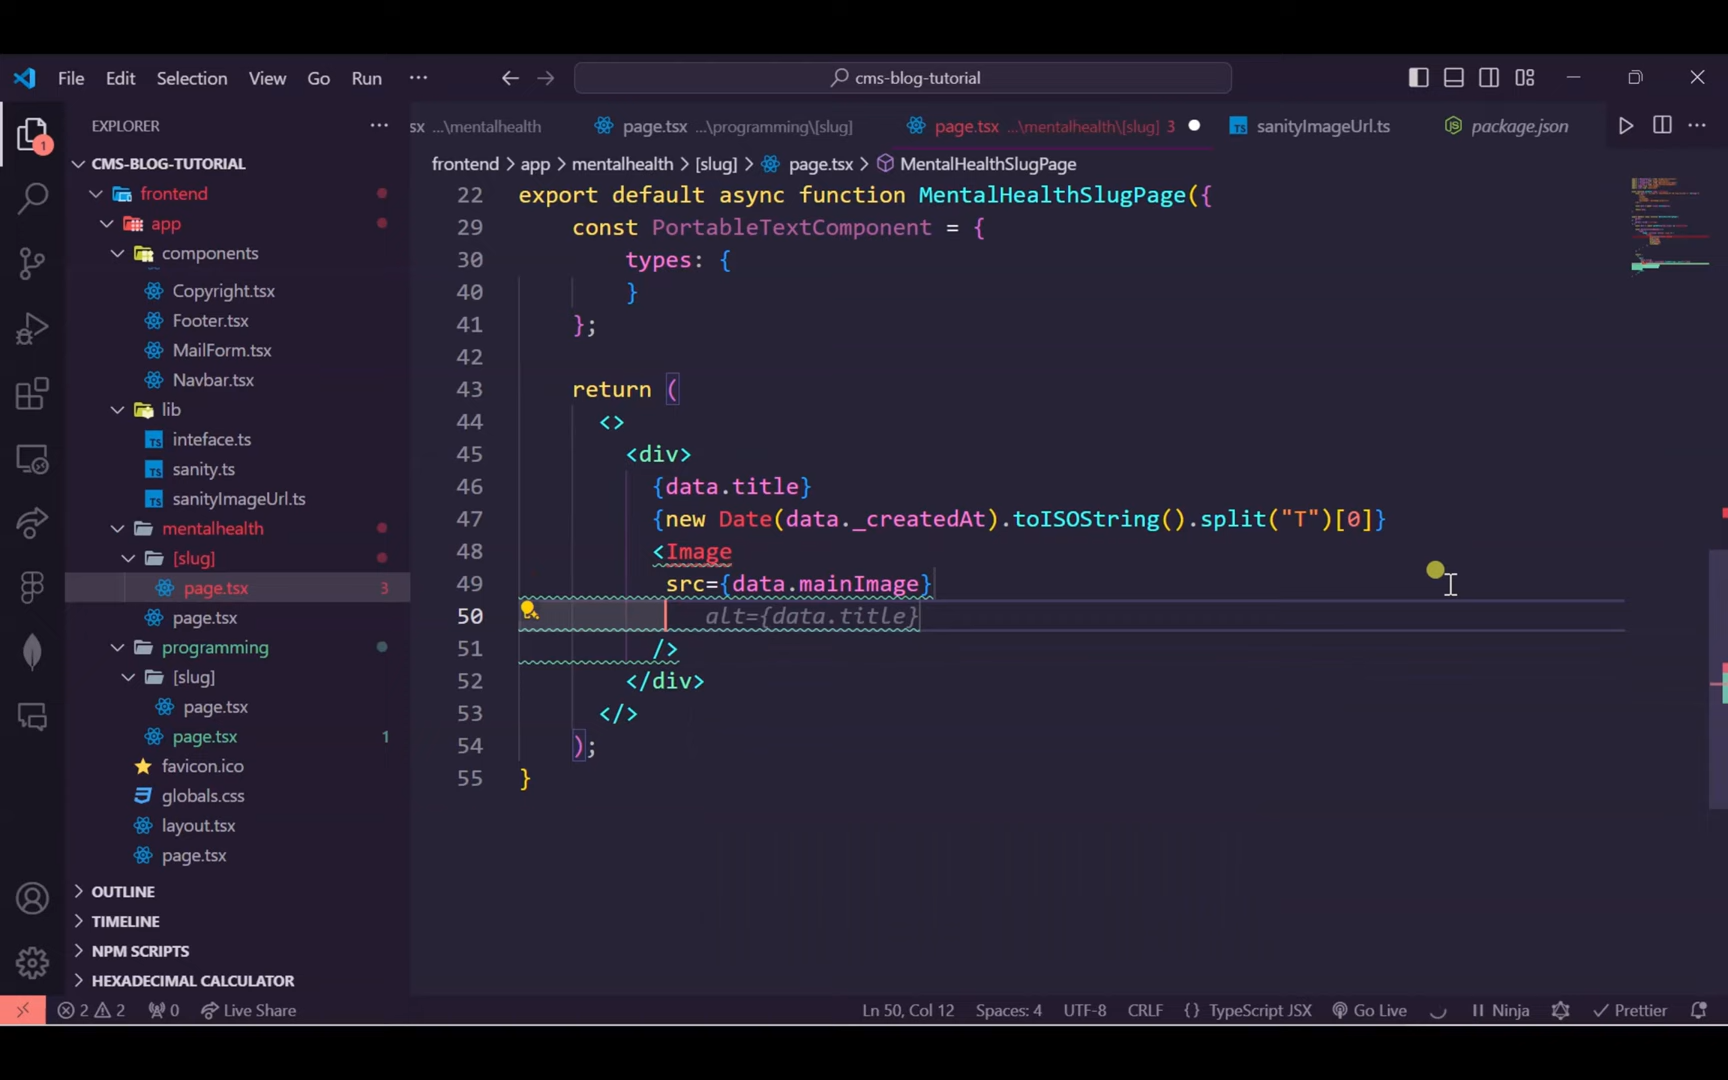 File Edit Selection View Go Run ··· cms-blog-tutorial
EXPLORER ···
sx ...\mentalhealth page.tsx ...\programming\[slug] page.tsx ...\mentalhealth\[slug] 3 TS sanityImageUrl.ts package.json ···
frontend > app > mentalhealth > [slug] > page.tsx > MentalHealthSlugPage
1
CMS-BLOG-TUTORIAL
frontend
app
components
Copyright.tsx
Footer.tsx
MailForm.tsx
Navbar.tsx
lib
TS inteface.ts
TS sanity.ts
TS sanityImageUrl.ts
mentalhealth
[slug]
page.tsx 3
page.tsx
programming
[slug]
page.tsx
page.tsx 1
favicon.ico
globals.css
layout.tsx
page.tsx
OUTLINE
TIMELINE
NPM SCRIPTS
HEXADECIMAL CALCULATOR
22 export default async function MentalHealthSlugPage({
29 const PortableTextComponent = {
30 types: {
40 }
41 };
42
43 return (
44 <>
45 <div>
46 {data.title}
47 {new Date(data._createdAt).toISOString().split("T")[0]}
48 <Image
49 src={data.mainImage}
50 alt={data.title}
51 />
52 </div>
53 </>
54 );
55 }
2 2 0 Live Share Ln 50, Col 12 Spaces: 4 UTF-8 CRLF {} TypeScript JSX Go Live Ninja Prettier